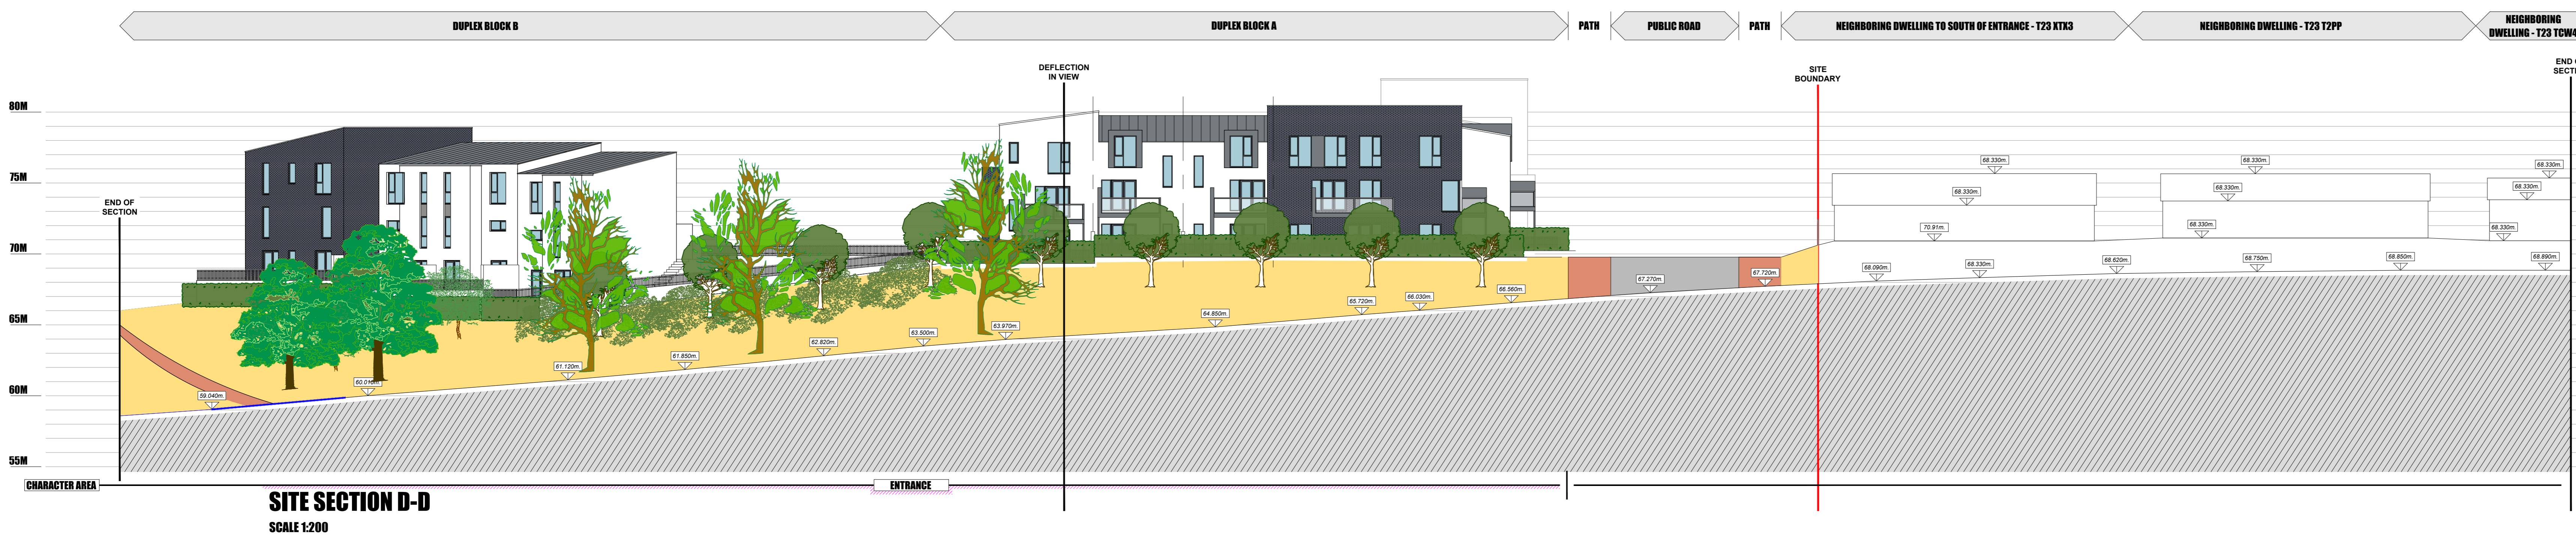 DUPLEX BLOCK B
DUPLEX BLOCK A
PATH
PUBLIC ROAD
PATH
NEIGHBORING DWELLING TO SOUTH OF ENTRANCE - T23 XTX3
NEIGHBORING DWELLING - T23 T2PP
NEIGHBORING
DWELLING - T23 TCW4
DEFLECTION
IN VIEW
SITE
BOUNDARY
END
SECTI
END OF
SECTION
80M
75M
70M
65M
60M
55M
68.330m.
68.330m.
68.330m.
68.330m.
68.330m.
68.330m.
70.91m.
68.330m.
68.330m.
59.040m.
60.010m.
61.120m.
61.850m.
62.820m.
63.500m.
63.970m.
64.850m.
65.720m.
66.030m.
66.560m.
67.270m.
67.720m.
68.090m.
68.330m.
68.620m.
68.750m.
68.850m.
68.890m.
CHARACTER AREA
ENTRANCE
SITE SECTION D-D
SCALE 1:200